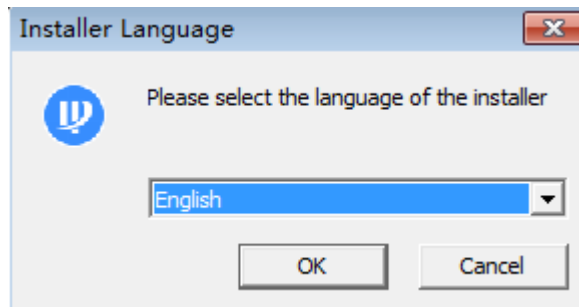 Installer Language
Please select the language of the installer
English
OK
Cancel